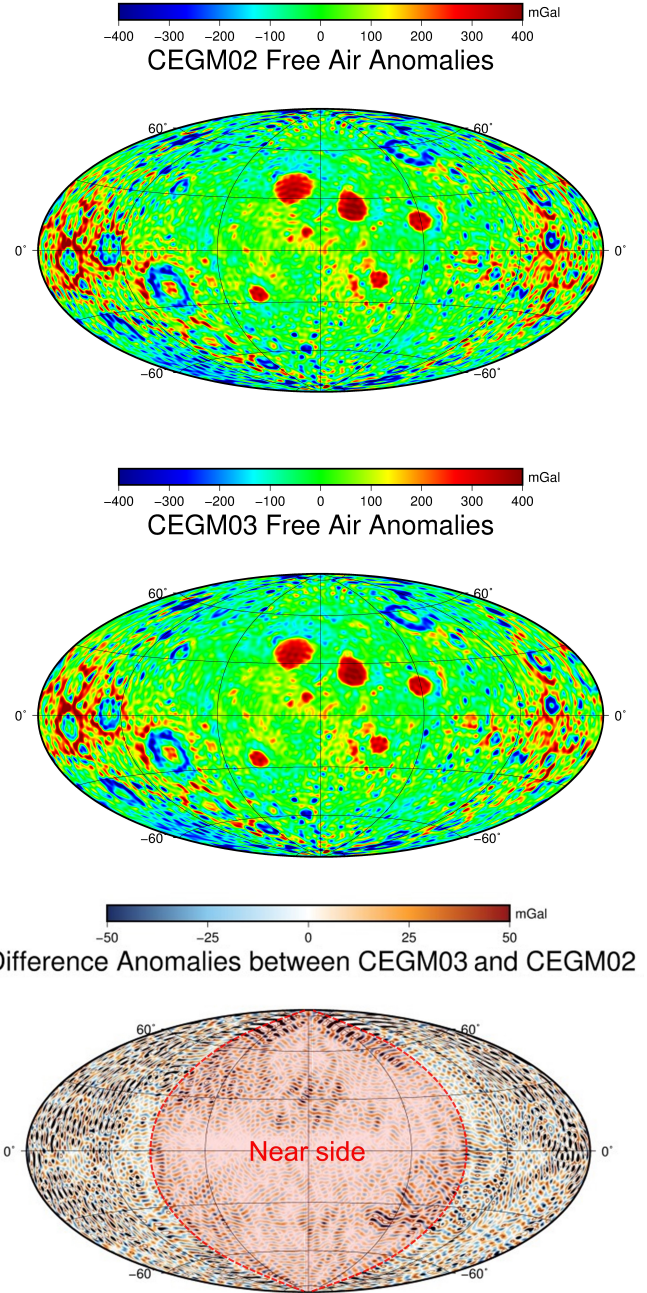 mGal
−400 −300 −200 −100 0 100 200 300 400
CEGM02 Free Air Anomalies
60˚ 60˚
0˚ 0˚
−60 −60˚
mGal
−400 −300 −200 −100 0 100 200 300 400
CEGM03 Free Air Anomalies
60˚ 60˚
0˚ 0˚
−60 −60˚
mGal
−50 −25 0 25 50
Difference Anomalies between CEGM03 and CEGM02
60˚ 60˚
0˚ Near side 0˚
−60 −60˚